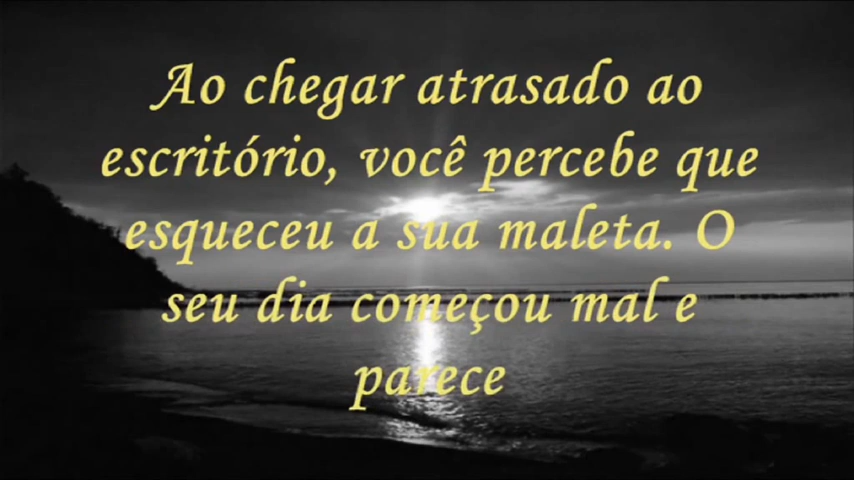 Ao chegar atrasado ao
escritório, você percebe que
esqueceu a sua maleta. O
seu dia começou mal e
parece